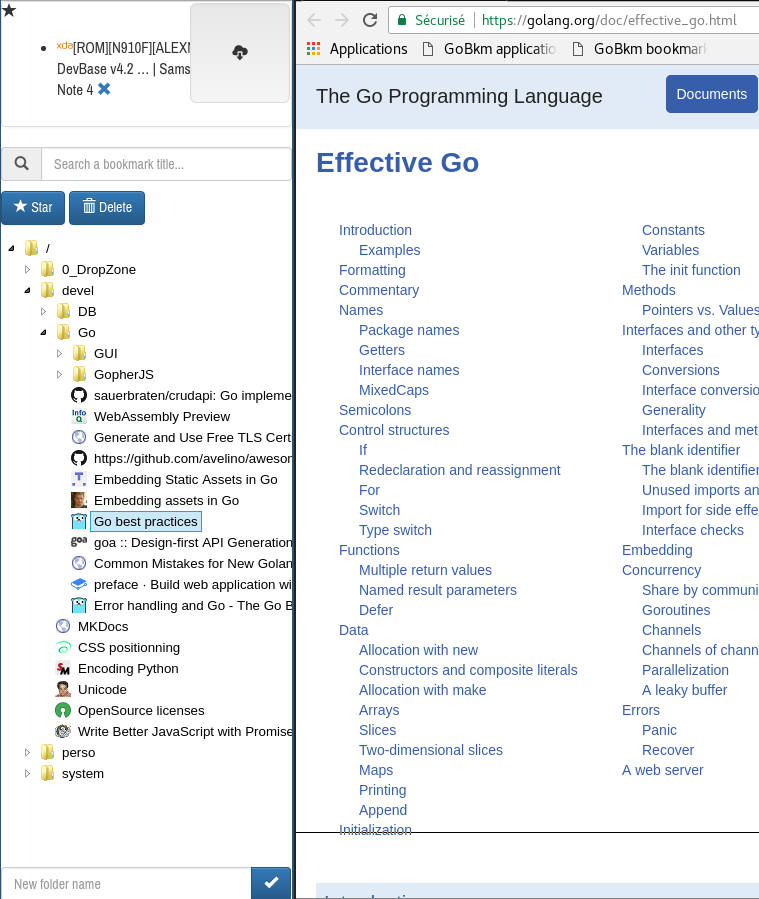 xda[ROM][N910F][ALEXN
DevBase v4.2 ... | Sams
Note 4
Search a bookmark title...
Star
Delete
/
0_DropZone
devel
DB
Go
GUI
GopherJS
sauerbraten/crudapi: Go impleme
WebAssembly Preview
Generate and Use Free TLS Cert
https://github.com/avelino/aweson
Embedding Static Assets in Go
Embedding assets in Go
Go best practices
goa :: Design-first API Generation
Common Mistakes for New Golan
preface · Build web application wi
Error handling and Go - The Go B
MKDocs
CSS positionning
Encoding Python
Unicode
OpenSource licenses
Write Better JavaScript with Promise
perso
system
New folder name
Sécurisé
https://golang.org/doc/effective_go.html
Applications
GoBkm applicatio
GoBkm bookmark
The Go Programming Language
Documents
Effective Go
Introduction
Examples
Formatting
Commentary
Names
Package names
Getters
Interface names
MixedCaps
Semicolons
Control structures
If
Redeclaration and reassignment
For
Switch
Type switch
Functions
Multiple return values
Named result parameters
Defer
Data
Allocation with new
Constructors and composite literals
Allocation with make
Arrays
Slices
Two-dimensional slices
Maps
Printing
Append
Initialization
Constants
Variables
The init function
Methods
Pointers vs. Values
Interfaces and other ty
Interfaces
Conversions
Interface conversio
Generality
Interfaces and met
The blank identifier
The blank identifier
Unused imports an
Import for side effe
Interface checks
Embedding
Concurrency
Share by communi
Goroutines
Channels
Channels of chann
Parallelization
A leaky buffer
Errors
Panic
Recover
A web server